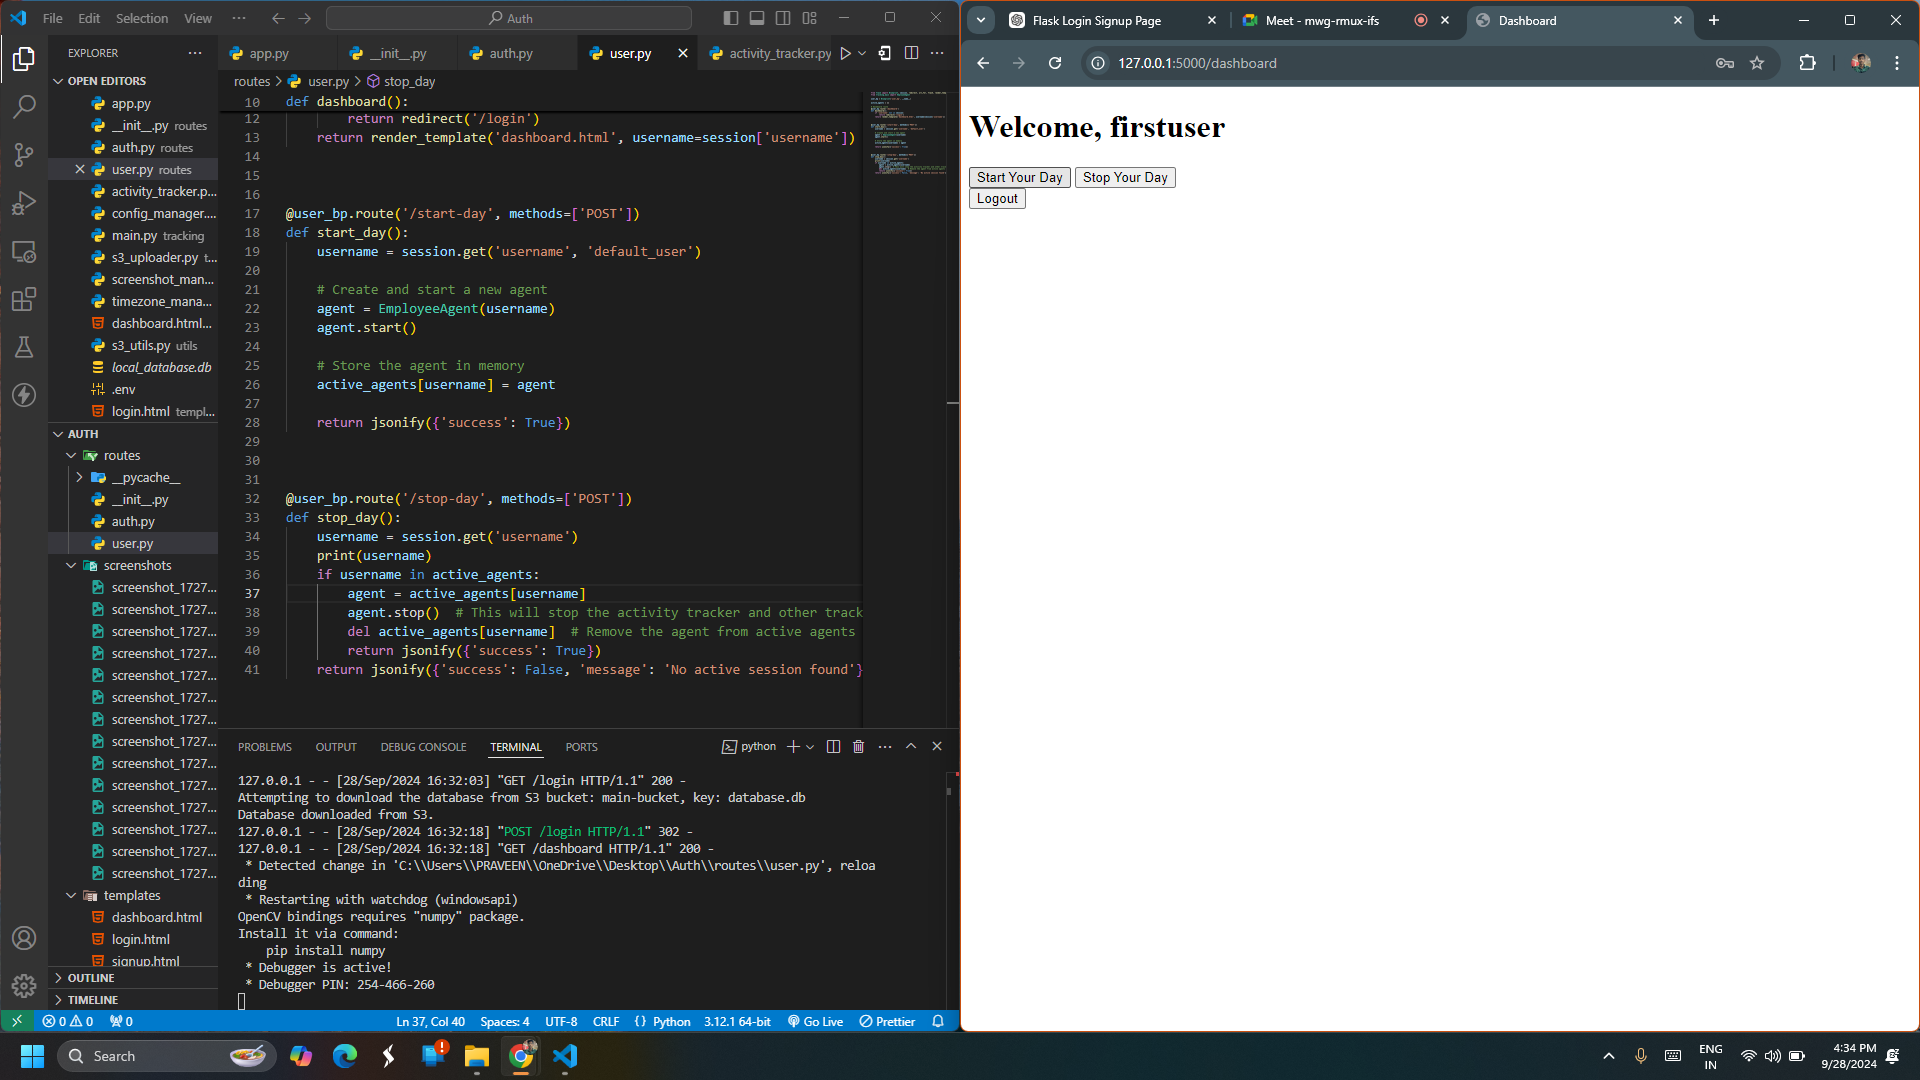 File Edit Selection View ··· Auth
EXPLORER
OPEN EDITORS
app.py
__init__.py routes
auth.py routes
user.py routes
activity_tracker.p...
config_manager....
main.py tracking
s3_uploader.py t...
screenshot_man...
timezone_mana...
dashboard.html...
s3_utils.py utils
local_database.db
.env
login.html templ...
AUTH
routes
__pycache__
__init__.py
auth.py
user.py
screenshots
screenshot_1727...
screenshot_1727...
screenshot_1727...
screenshot_1727...
screenshot_1727...
screenshot_1727...
screenshot_1727...
screenshot_1727...
screenshot_1727...
screenshot_1727...
screenshot_1727...
screenshot_1727...
screenshot_1727...
screenshot_1727...
templates
dashboard.html
login.html
signup.html
OUTLINE
TIMELINE
app.py __init__.py auth.py user.py activity_tracker.py
routes > user.py > stop_day
10 def dashboard():
12 return redirect('/login')
13 return render_template('dashboard.html', username=session['username'])
14
15
16
17 @user_bp.route('/start-day', methods=['POST'])
18 def start_day():
19 username = session.get('username', 'default_user')
20
21 # Create and start a new agent
22 agent = EmployeeAgent(username)
23 agent.start()
24
25 # Store the agent in memory
26 active_agents[username] = agent
27
28 return jsonify({'success': True})
29
30
31
32 @user_bp.route('/stop-day', methods=['POST'])
33 def stop_day():
34 username = session.get('username')
35 print(username)
36 if username in active_agents:
37 agent = active_agents[username]
38 agent.stop() # This will stop the activity tracker and other track
39 del active_agents[username] # Remove the agent from active agents
40 return jsonify({'success': True})
41 return jsonify({'success': False, 'message': 'No active session found'}
PROBLEMS OUTPUT DEBUG CONSOLE TERMINAL PORTS python
127.0.0.1 - - [28/Sep/2024 16:32:03] "GET /login HTTP/1.1" 200 -
Attempting to download the database from S3 bucket: main-bucket, key: database.db
Database downloaded from S3.
127.0.0.1 - - [28/Sep/2024 16:32:18] "POST /login HTTP/1.1" 302 -
127.0.0.1 - - [28/Sep/2024 16:32:18] "GET /dashboard HTTP/1.1" 200 -
* Detected change in 'C:\\Users\\PRAVEEN\\OneDrive\\Desktop\\Auth\\routes\\user.py', reloa
ding
* Restarting with watchdog (windowsapi)
OpenCV bindings requires "numpy" package.
Install it via command:
pip install numpy
* Debugger is active!
* Debugger PIN: 254-466-260
0 0 0 Ln 37, Col 40 Spaces: 4 UTF-8 CRLF {} Python 3.12.1 64-bit Go Live Prettier
Flask Login Signup Page Meet - mwg-rmux-ifs Dashboard
127.0.0.1:5000/dashboard
Welcome, firstuser
Start Your Day Stop Your Day
Logout
Search
ENG
IN
4:34 PM
9/28/2024